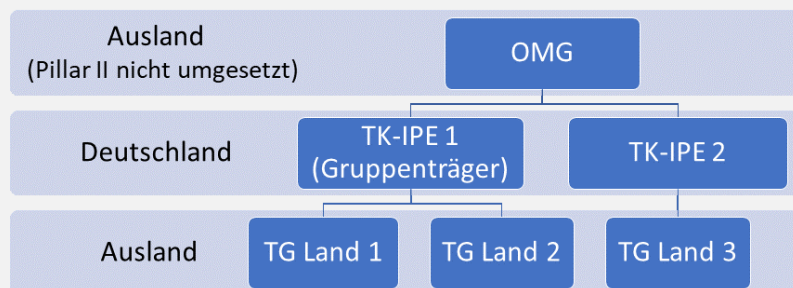 Ausland
(Pillar II nicht umgesetzt)
OMG
Deutschland
TK-IPE 1
(Gruppenträger)
TK-IPE 2
Ausland
TG Land 1
TG Land 2
TG Land 3